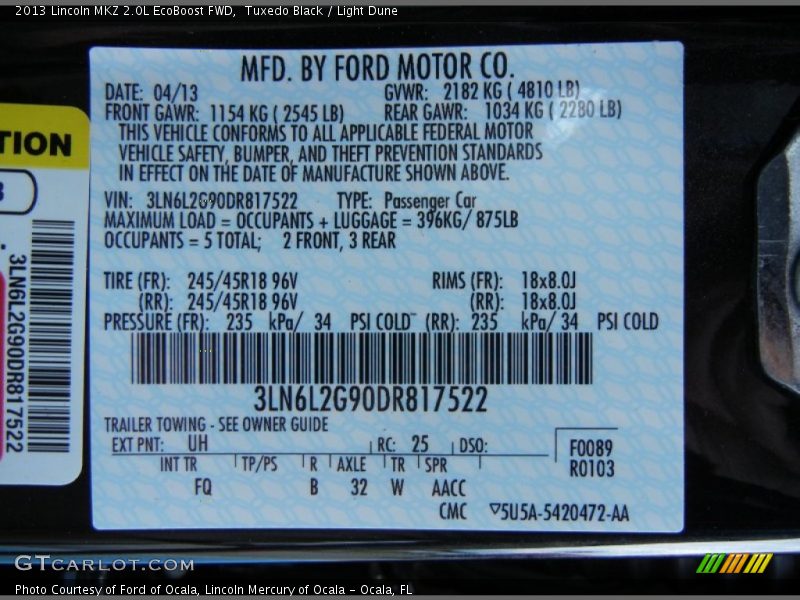 2013 Lincoln MKZ 2.0L EcoBoost FWD, Tuxedo Black / Light Dune
MFD. BY FORD MOTOR CO.
DATE: 04/13 GVWR: 2182 KG ( 4810 LB)
FRONT GAWR: 1154 KG ( 2545 LB) REAR GAWR: 1034 KG ( 2280 LB)
THIS VEHICLE CONFORMS TO ALL APPLICABLE FEDERAL MOTOR
VEHICLE SAFETY, BUMPER, AND THEFT PREVENTION STANDARDS
IN EFFECT ON THE DATE OF MANUFACTURE SHOWN ABOVE.
VIN: 3LN6L2G90DR817522 TYPE: Passenger Car
MAXIMUM LOAD = OCCUPANTS + LUGGAGE = 396KG/ 875LB
OCCUPANTS = 5 TOTAL; 2 FRONT, 3 REAR
TIRE (FR): 245/45R18 96V RIMS (FR): 18x8.0J
(RR): 245/45R18 96V (RR): 18x8.0J
PRESSURE (FR): 235 kPa/ 34 PSI COLD (RR): 235 kPa/ 34 PSI COLD
3LN6L2G90DR817522
TRAILER TOWING - SEE OWNER GUIDE
EXT PNT: UH RC: 25 DSO:
F0089
R0103
INT TR TP/PS R AXLE TR SPR
FQ B 32 W AACC
CMC ▽5U5A-5420472-AA
TION
3LN6L2G90DR817522
GTCARLOT.COM
Photo Courtesy of Ford of Ocala, Lincoln Mercury of Ocala - Ocala, FL